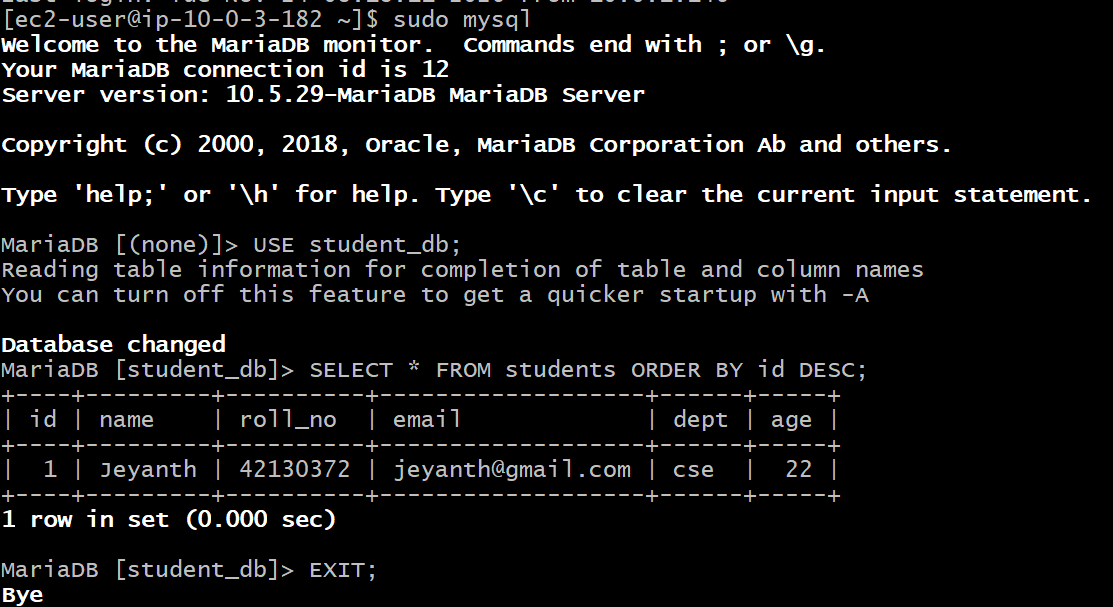 [ec2-user@ip-10-0-3-182 ~]$ sudo mysql
Welcome to the MariaDB monitor.  Commands end with ; or \g.
Your MariaDB connection id is 12
Server version: 10.5.29-MariaDB MariaDB Server

Copyright (c) 2000, 2018, Oracle, MariaDB Corporation Ab and others.

Type 'help;' or '\h' for help. Type '\c' to clear the current input statement.

MariaDB [(none)]> USE student_db;
Reading table information for completion of table and column names
You can turn off this feature to get a quicker startup with -A

Database changed
MariaDB [student_db]> SELECT * FROM students ORDER BY id DESC;
+----+---------+----------+-------------------+------+-----+
| id | name    | roll_no  | email             | dept | age |
+----+---------+----------+-------------------+------+-----+
|  1 | Jeyanth | 42130372 | jeyanth@gmail.com | cse  |  22 |
+----+---------+----------+-------------------+------+-----+
1 row in set (0.000 sec)

MariaDB [student_db]> EXIT;
Bye